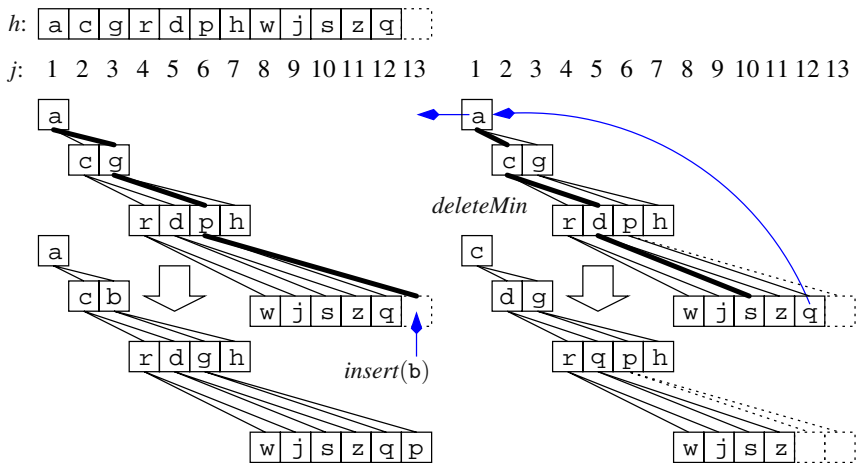 h: a c g r d p h w j s z q
j: 1 2 3 4 5 6 7 8 9 10 11 12 13 1 2 3 4 5 6 7 8 9 10 11 12 13
a a
c g c g
r d p h deleteMin r d p h
a c
c b d g
w j s z q w j s z q
r d g h r q p h
insert(b)
w j s z q p w j s z